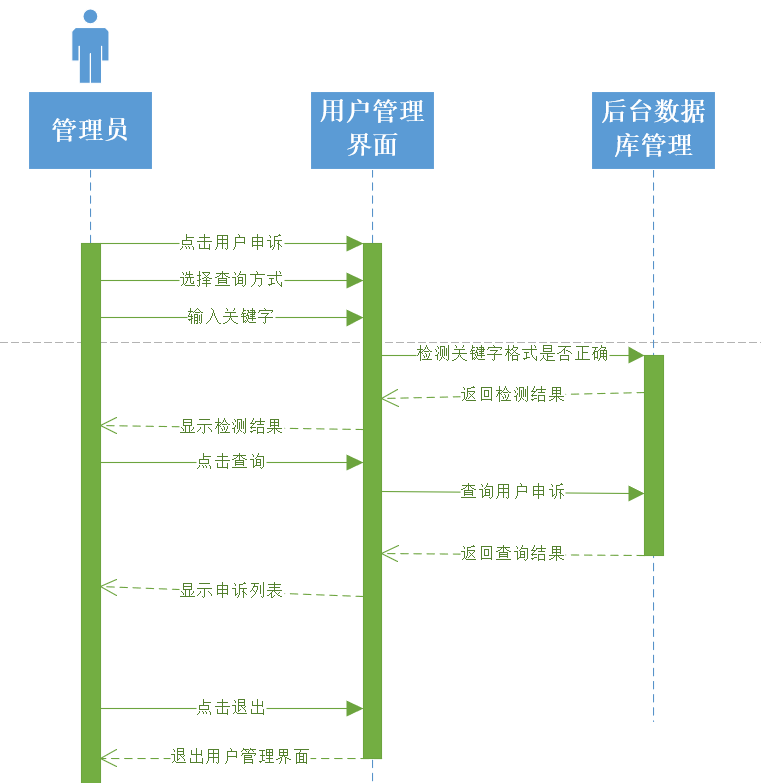 管理员
用户管理
界面
后台数据
库管理
点击用户申诉
选择查询方式
输入关键字
检测关键字格式是否正确
返回检测结果
显示检测结果
点击查询
查询用户申诉
返回查询结果
显示申诉列表
点击退出
退出用户管理界面